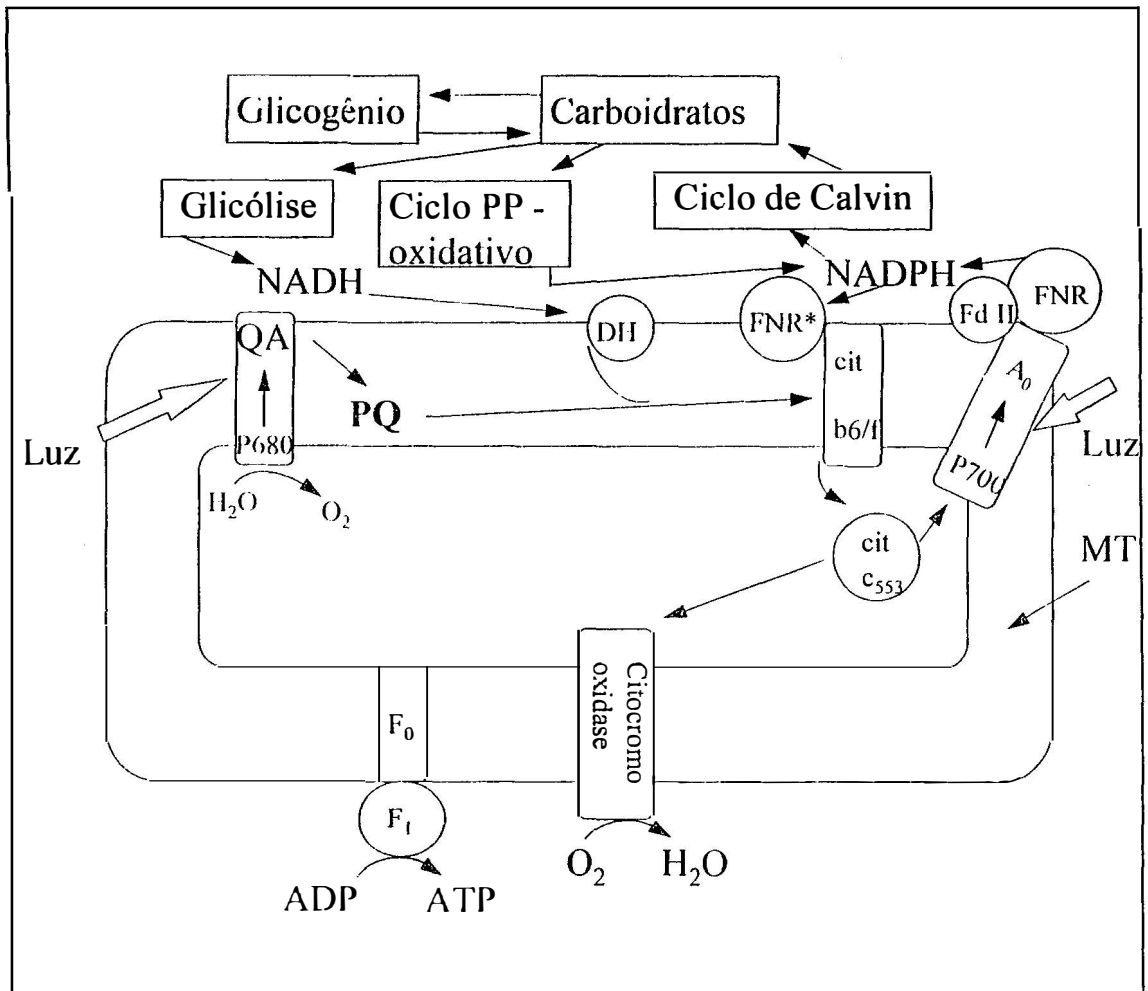 Glicogênio
Carboidratos
Glicólise
Ciclo PP -
oxidativo
Ciclo de Calvin
NADH
NADPH
FNR
Fd II
FNR*
DH
QA
cit
b6/f
A₀
PQ
P680
P700
Luz
Luz
H₂O
O₂
cit
c₅₅₃
MT
Citocromo
oxidase
F₀
F₁
O₂
H₂O
ADP
ATP